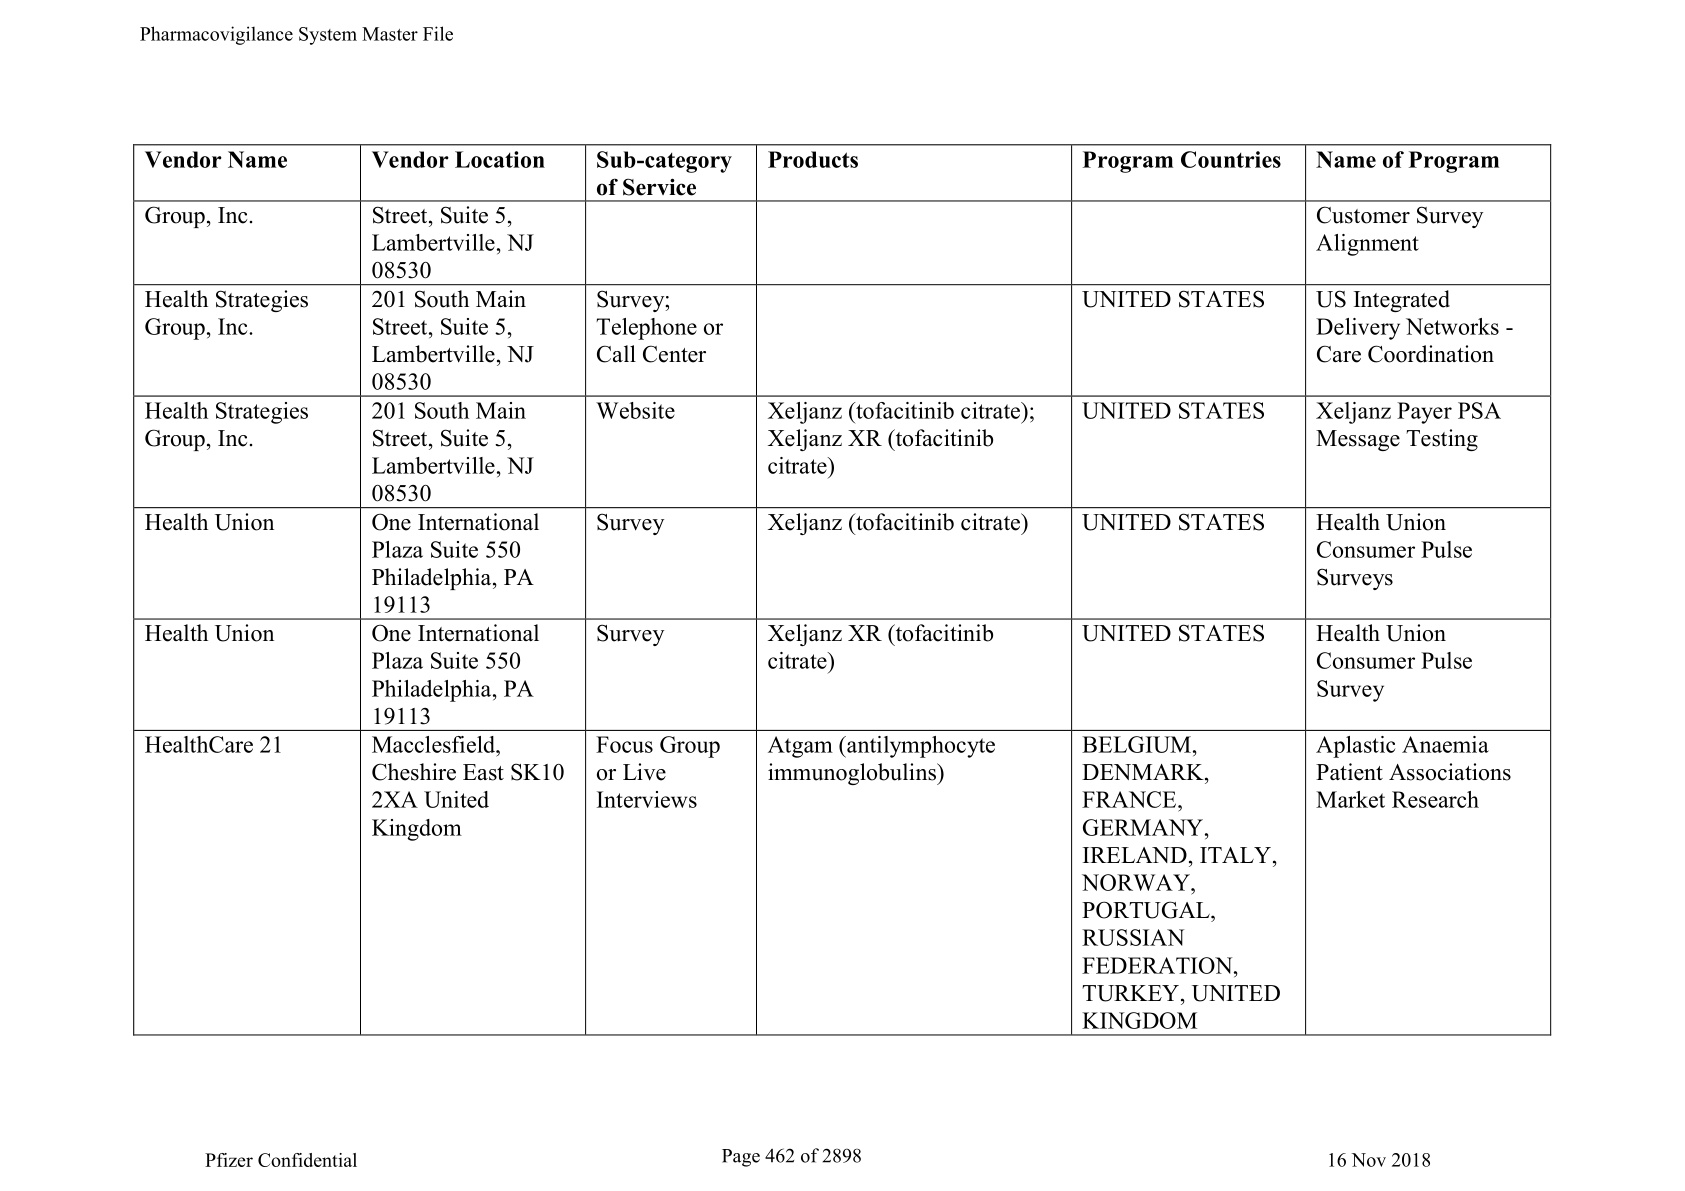 Pharmacovigilance System Master File
Vendor Name
Vendor Location
Sub-category
of Service
Products
Program Countries
Name of Program
Group, Inc.
Street, Suite 5,
Lambertville, NJ
08530
Customer Survey
Alignment
Health Strategies
Group, Inc.
201 South Main
Street, Suite 5,
Lambertville, NJ
08530
Survey;
Telephone or
Call Center
UNITED STATES
US Integrated
Delivery Networks -
Care Coordination
Health Strategies
Group, Inc.
201 South Main
Street, Suite 5,
Lambertville, NJ
08530
Website
Xeljanz (tofacitinib citrate);
Xeljanz XR (tofacitinib
citrate)
UNITED STATES
Xeljanz Payer PSA
Message Testing
Health Union
One International
Plaza Suite 550
Philadelphia, PA
19113
Survey
Xeljanz (tofacitinib citrate)
UNITED STATES
Health Union
Consumer Pulse
Surveys
Health Union
One International
Plaza Suite 550
Philadelphia, PA
19113
Survey
Xeljanz XR (tofacitinib
citrate)
UNITED STATES
Health Union
Consumer Pulse
Survey
HealthCare 21
Macclesfield,
Cheshire East SK10
2XA United
Kingdom
Focus Group
or Live
Interviews
Atgam (antilymphocyte
immunoglobulins)
BELGIUM,
DENMARK,
FRANCE,
GERMANY,
IRELAND, ITALY,
NORWAY,
PORTUGAL,
RUSSIAN
FEDERATION,
TURKEY, UNITED
KINGDOM
Aplastic Anaemia
Patient Associations
Market Research
Pfizer Confidential
Page 462 of 2898
16 Nov 2018